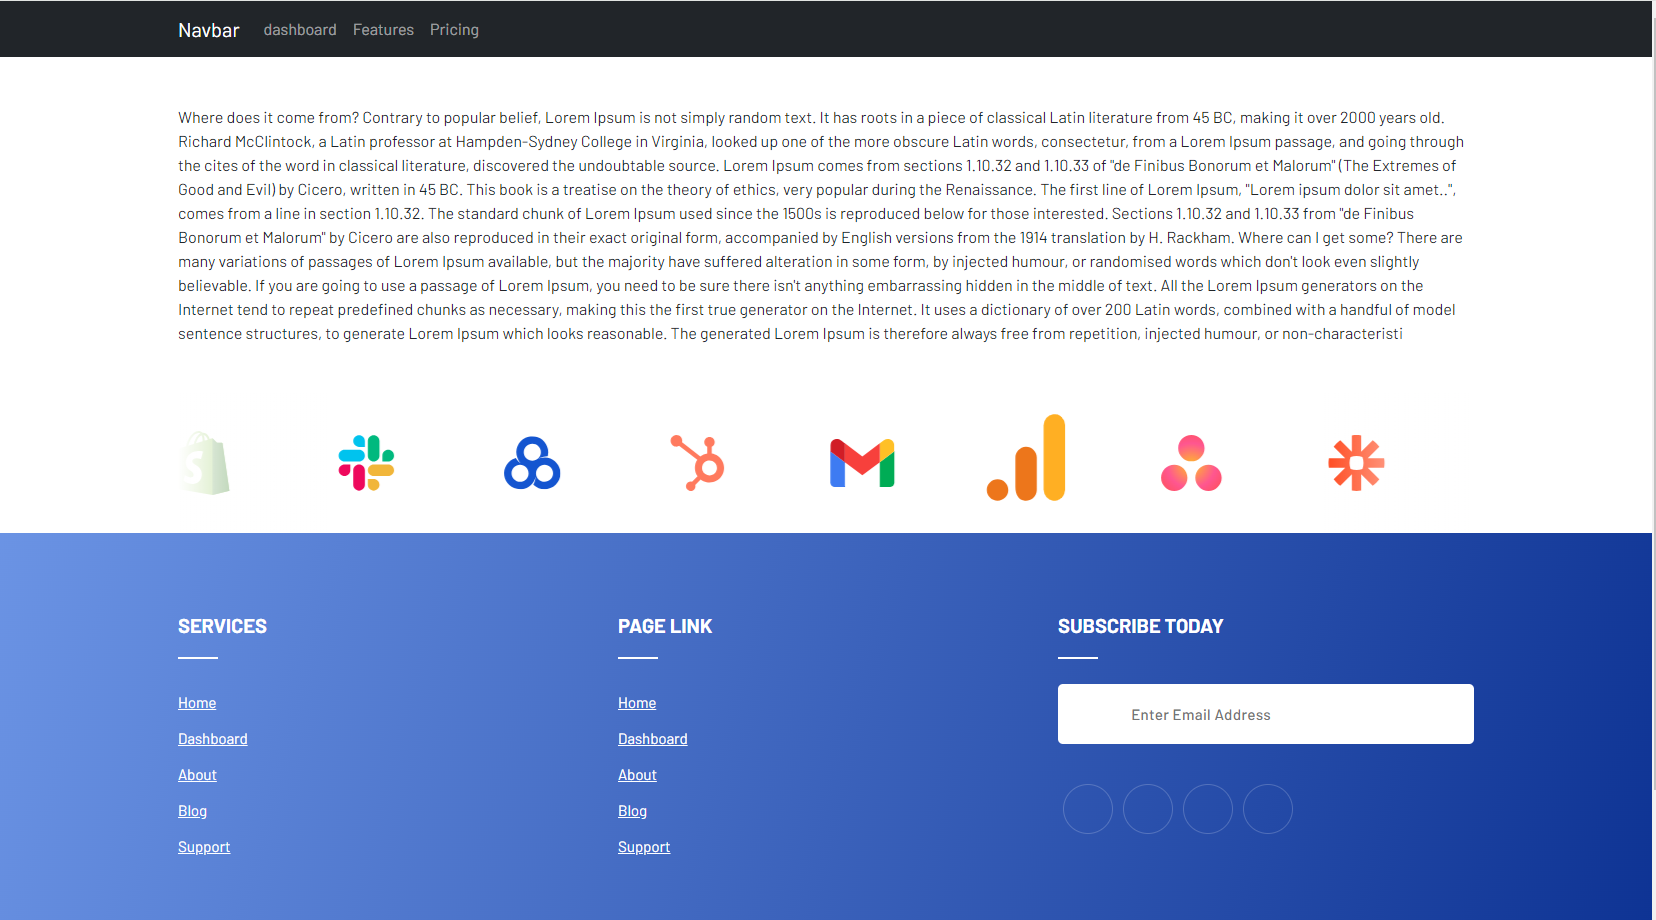 Navbar dashboard Features Pricing
Where does it come from? Contrary to popular belief, Lorem Ipsum is not simply random text. It has roots in a piece of classical Latin literature from 45 BC, making it over 2000 years old.
Richard McClintock, a Latin professor at Hampden-Sydney College in Virginia, looked up one of the more obscure Latin words, consectetur, from a Lorem Ipsum passage, and going through
the cites of the word in classical literature, discovered the undoubtable source. Lorem Ipsum comes from sections 1.10.32 and 1.10.33 of "de Finibus Bonorum et Malorum" (The Extremes of
Good and Evil) by Cicero, written in 45 BC. This book is a treatise on the theory of ethics, very popular during the Renaissance. The first line of Lorem Ipsum, "Lorem ipsum dolor sit amet..",
comes from a line in section 1.10.32. The standard chunk of Lorem Ipsum used since the 1500s is reproduced below for those interested. Sections 1.10.32 and 1.10.33 from "de Finibus
Bonorum et Malorum" by Cicero are also reproduced in their exact original form, accompanied by English versions from the 1914 translation by H. Rackham. Where can I get some? There are
many variations of passages of Lorem Ipsum available, but the majority have suffered alteration in some form, by injected humour, or randomised words which don't look even slightly
believable. If you are going to use a passage of Lorem Ipsum, you need to be sure there isn't anything embarrassing hidden in the middle of text. All the Lorem Ipsum generators on the
Internet tend to repeat predefined chunks as necessary, making this the first true generator on the Internet. It uses a dictionary of over 200 Latin words, combined with a handful of model
sentence structures, to generate Lorem Ipsum which looks reasonable. The generated Lorem Ipsum is therefore always free from repetition, injected humour, or non-characteristi
S
SERVICES
Home
Dashboard
About
Blog
Support
PAGE LINK
Home
Dashboard
About
Blog
Support
SUBSCRIBE TODAY
Enter Email Address